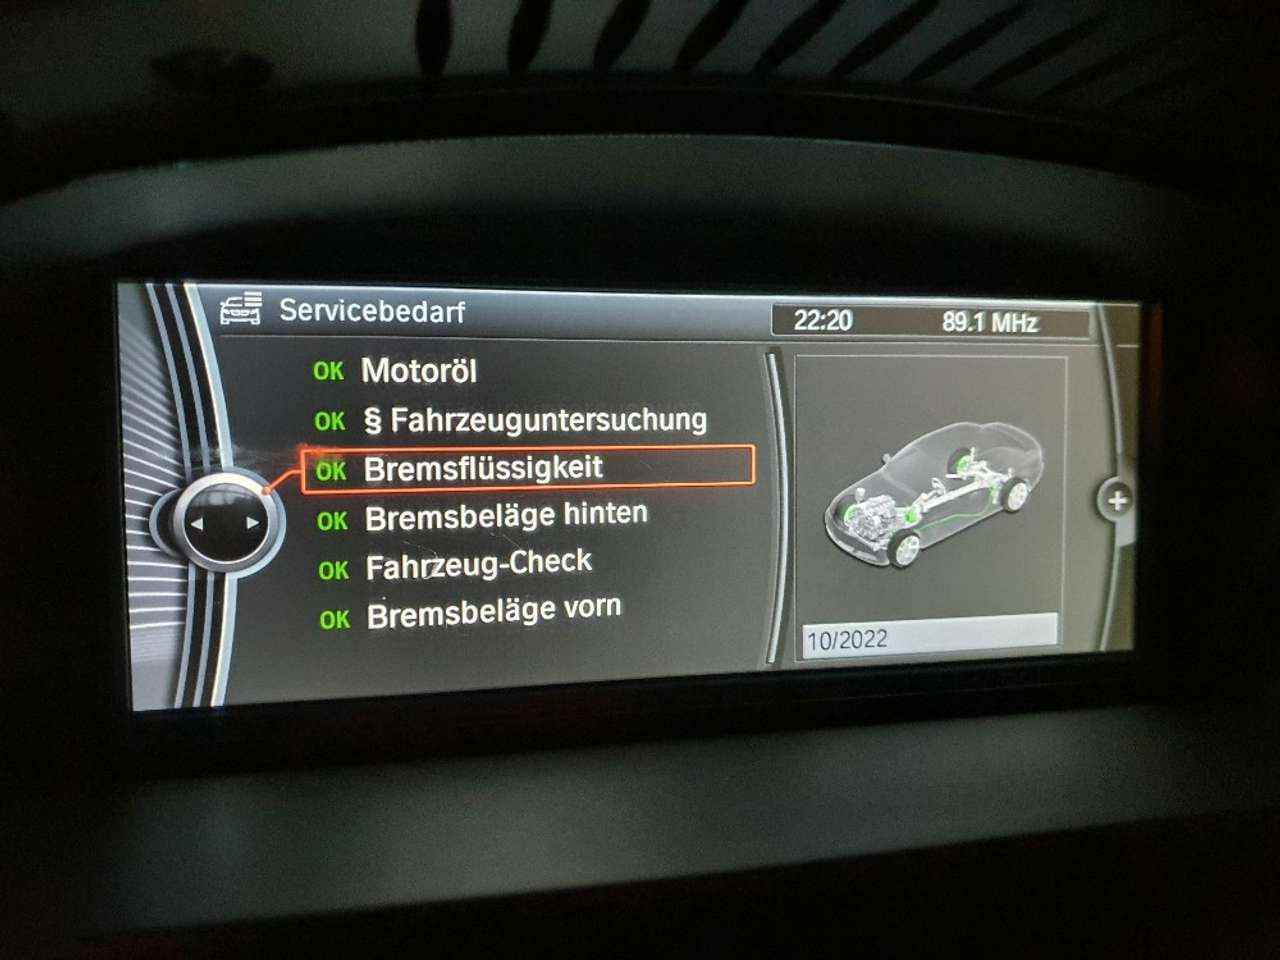 Servicebedarf
22:20 89.1 MHz
OK Motoröl
OK § Fahrzeuguntersuchung
OK Bremsflüssigkeit
OK Bremsbeläge hinten
OK Fahrzeug-Check
OK Bremsbeläge vorn
10/2022